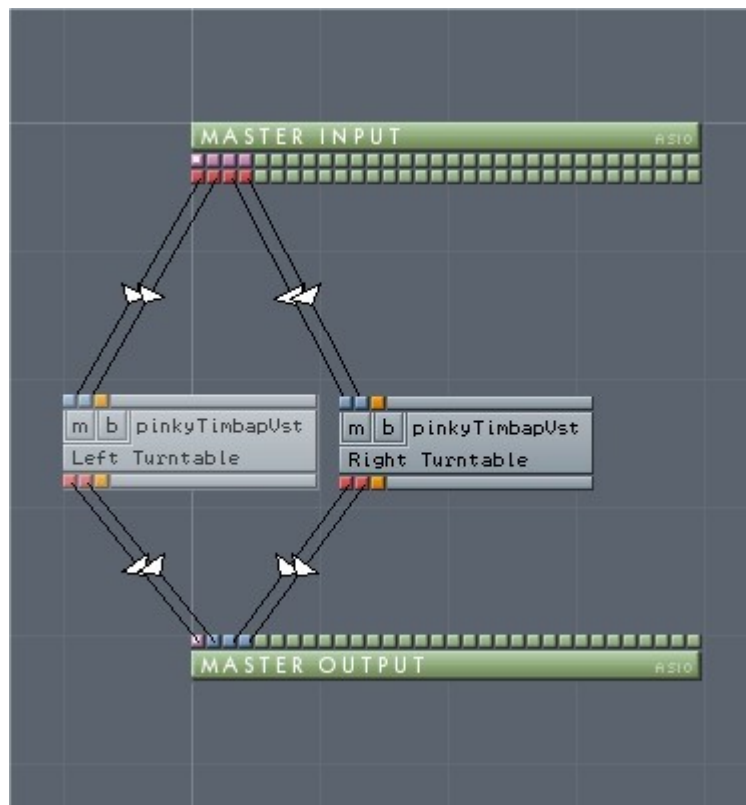 MASTER INPUT ASIO
m b pinkyTimbapVst
Left Turntable
m b pinkyTimbapVst
Right Turntable
MASTER OUTPUT ASIO